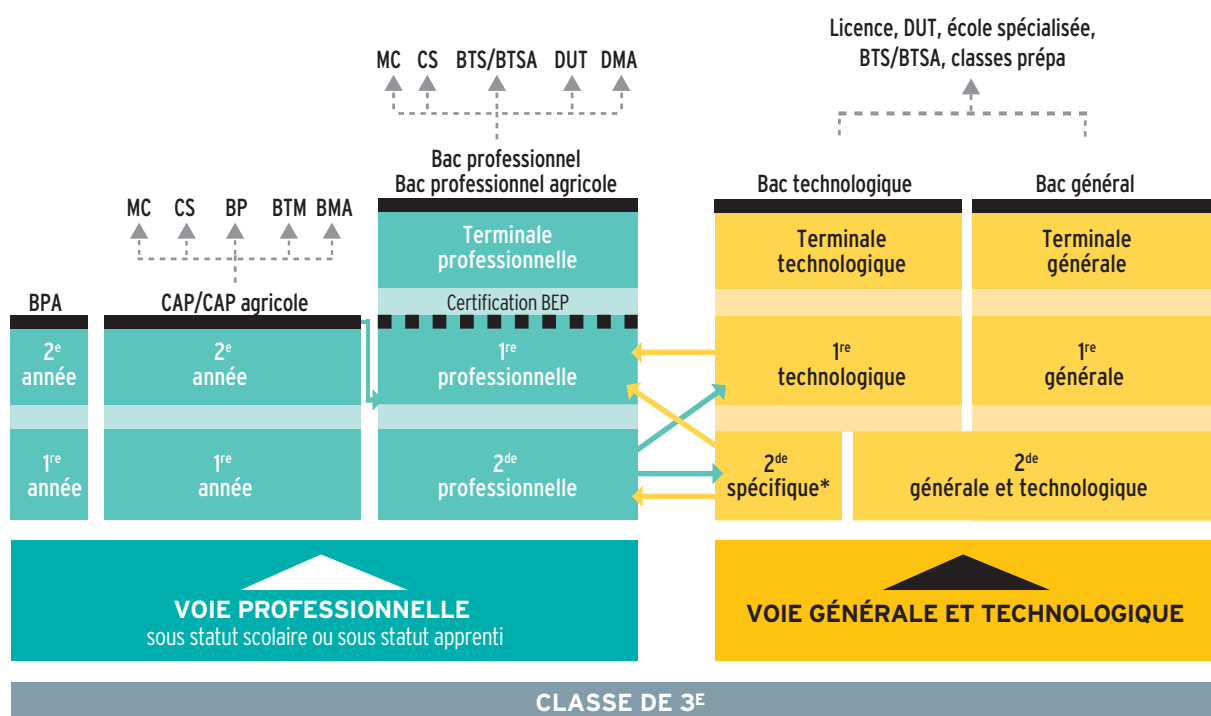 Licence, DUT, école spécialisée,
BTS/BTSA, classes prépa
MC CS BTS/BTSA DUT DMA
Bac professionnel
Bac professionnel agricole
Bac technologique
Bac général
MC CS BP BTM BMA
Terminale
professionnelle
Terminale
technologique
Terminale
générale
BPA
CAP/CAP agricole
Certification BEP
2e
année
2e
année
1re
professionnelle
1re
technologique
1re
générale
1re
année
1re
année
2de
professionnelle
2de
spécifique*
2de
générale et technologique
VOIE PROFESSIONNELLE
sous statut scolaire ou sous statut apprenti
VOIE GÉNÉRALE ET TECHNOLOGIQUE
CLASSE DE 3E